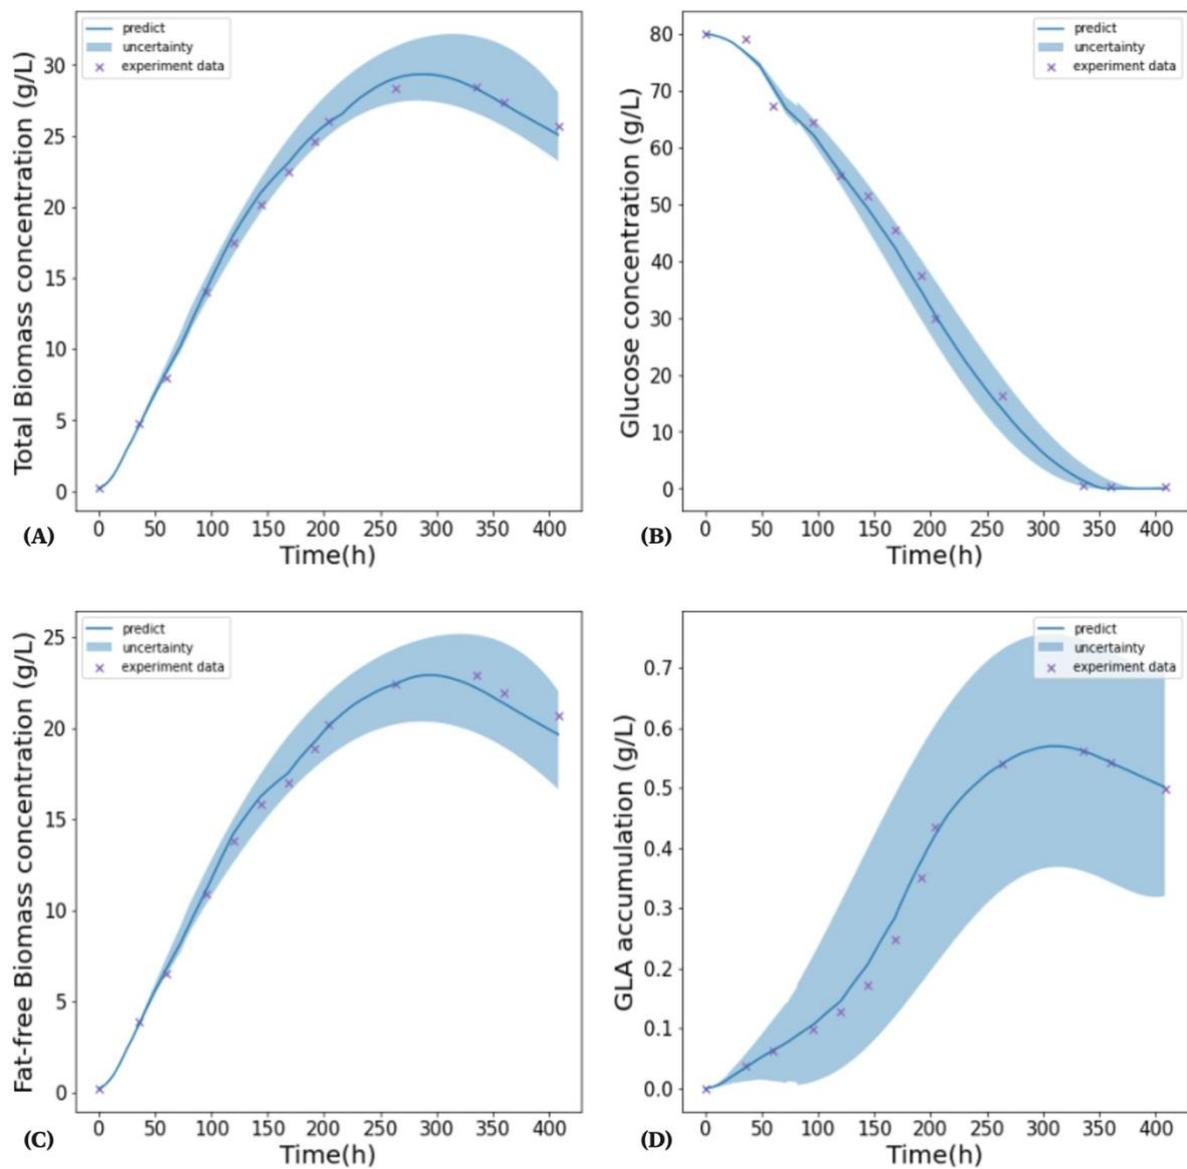 predict
uncertainty
experiment data
Total Biomass concentration (g/L)
30
25
20
15
10
5
0
0 50 100 150 200 250 300 350 400
Time(h)
(A)
predict
uncertainty
experiment data
Glucose concentration (g/L)
80
70
60
50
40
30
20
10
0
0 50 100 150 200 250 300 350 400
Time(h)
(B)
predict
uncertainty
experiment data
Fat-free Biomass concentration (g/L)
25
20
15
10
5
0
0 50 100 150 200 250 300 350 400
Time(h)
(C)
predict
uncertainty
experiment data
GLA accumulation (g/L)
0.7
0.6
0.5
0.4
0.3
0.2
0.1
0.0
0 50 100 150 200 250 300 350 400
Time(h)
(D)